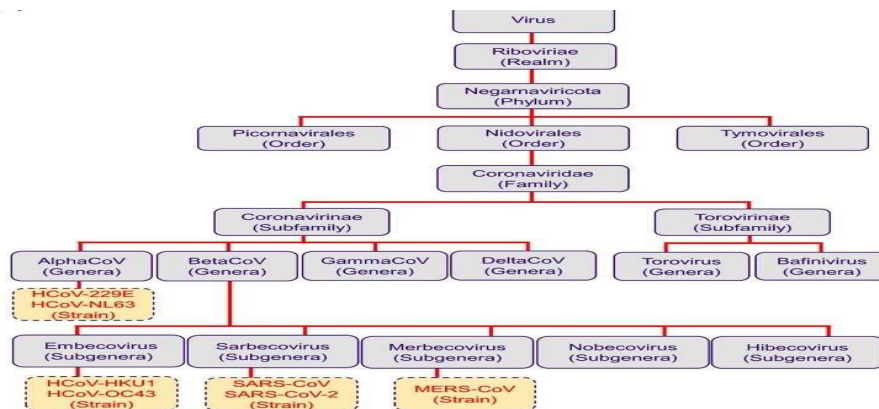 Virus
Riboviriae
(Realm)
Negarnaviricota
(Phylum)
Picornavirales
(Order)
Nidovirales
(Order)
Tymovirales
(Order)
Coronaviridae
(Family)
Coronavirinae
(Subfamily)
Torovirinae
(Subfamily)
AlphaCoV
(Genera)
BetaCoV
(Genera)
GammaCoV
(Genera)
DeltaCoV
(Genera)
Torovirus
(Genera)
Bafinivirus
(Genera)
HCoV-229E
HCoV-NL63
(Strain)
Embecovirus
(Subgenera)
Sarbecovirus
(Subgenera)
Merbecovirus
(Subgenera)
Nobecovirus
(Subgenera)
Hibecovirus
(Subgenera)
HCoV-HKU1
HCoV-OC43
(Strain)
SARS-CoV
SARS-CoV-2
(Strain)
MERS-CoV
(Strain)